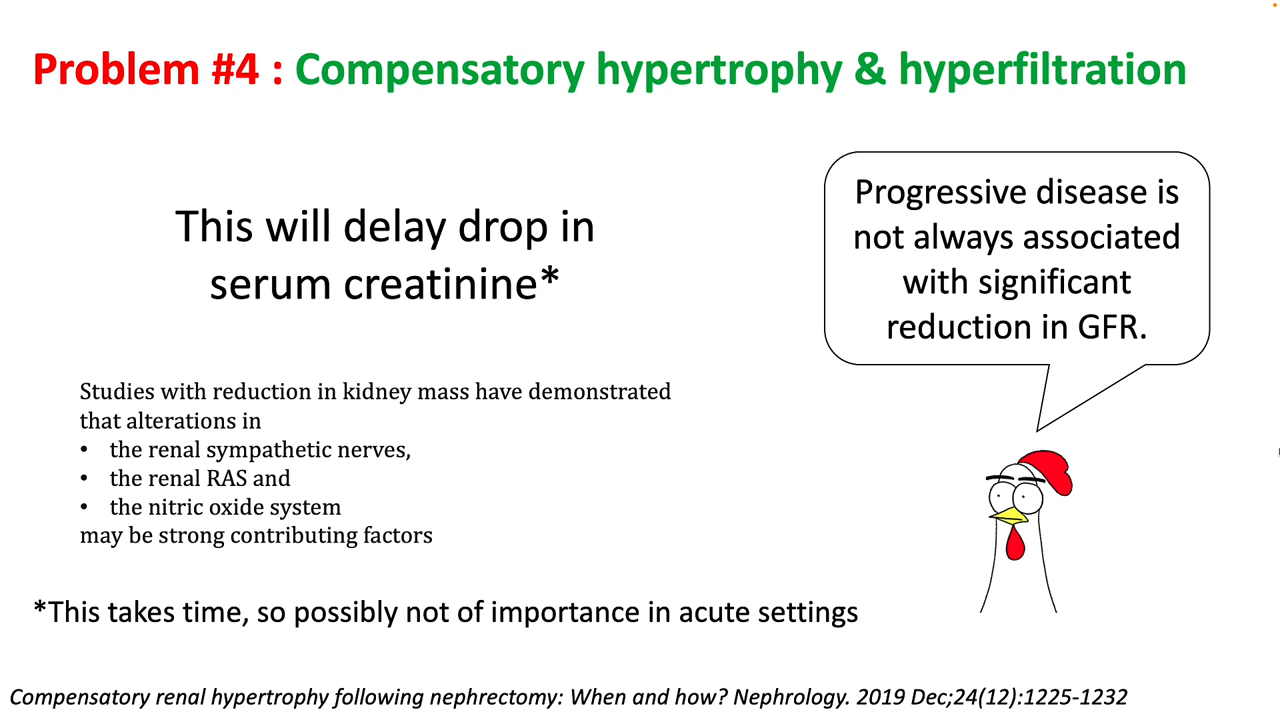 Problem #4 : Compensatory hypertrophy & hyperfiltration
This will delay drop in
serum creatinine*
Progressive disease is
not always associated
with significant
reduction in GFR.
Studies with reduction in kidney mass have demonstrated
that alterations in
• the renal sympathetic nerves,
• the renal RAS and
• the nitric oxide system
may be strong contributing factors
*This takes time, so possibly not of importance in acute settings
Compensatory renal hypertrophy following nephrectomy: When and how? Nephrology. 2019 Dec;24(12):1225-1232